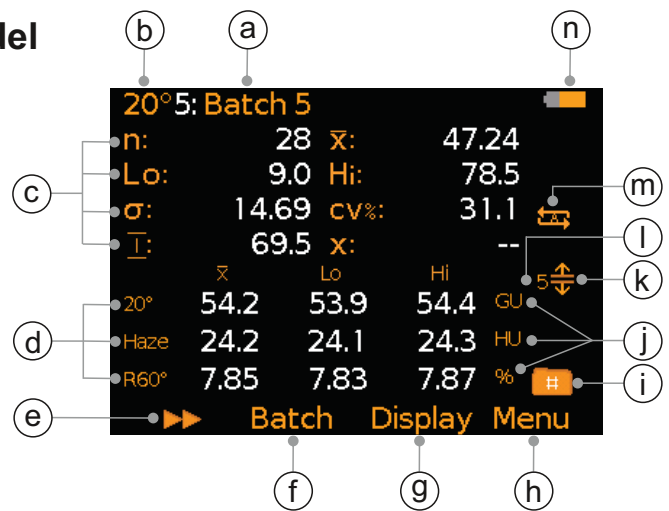 del
b a n
20° 5: Batch 5
n: 28 x̅: 47.24
Lo: 9.0 Hi: 78.5
c m
σ: 14.69 cv%: 31.1 A
I: 69.5 x: --
l
x̅ Lo Hi 5 k
20° 54.2 53.9 54.4 GU
d Haze 24.2 24.1 24.3 HU j
R60° 7.85 7.83 7.87 % # i
e Batch Display Menu
f g h